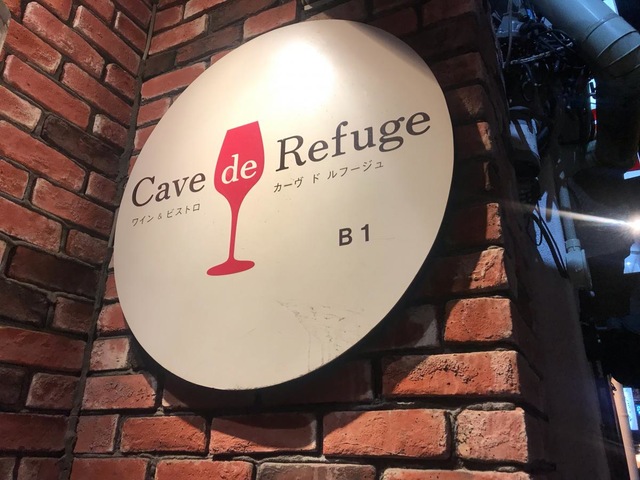 Cave de Refuge
ワイン & ビストロ
カーヴ ド ルフージュ
B1